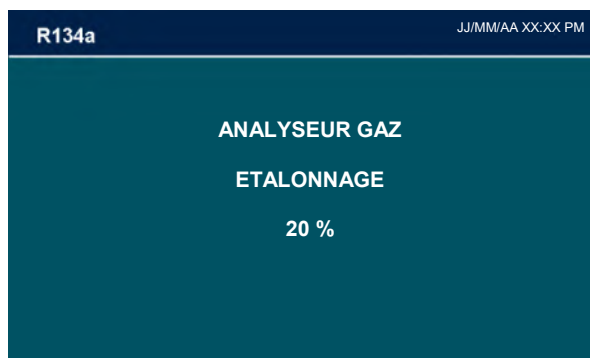 R134a
JJ/MM/AA XX:XX PM
ANALYSEUR GAZ
ETALONNAGE
20 %